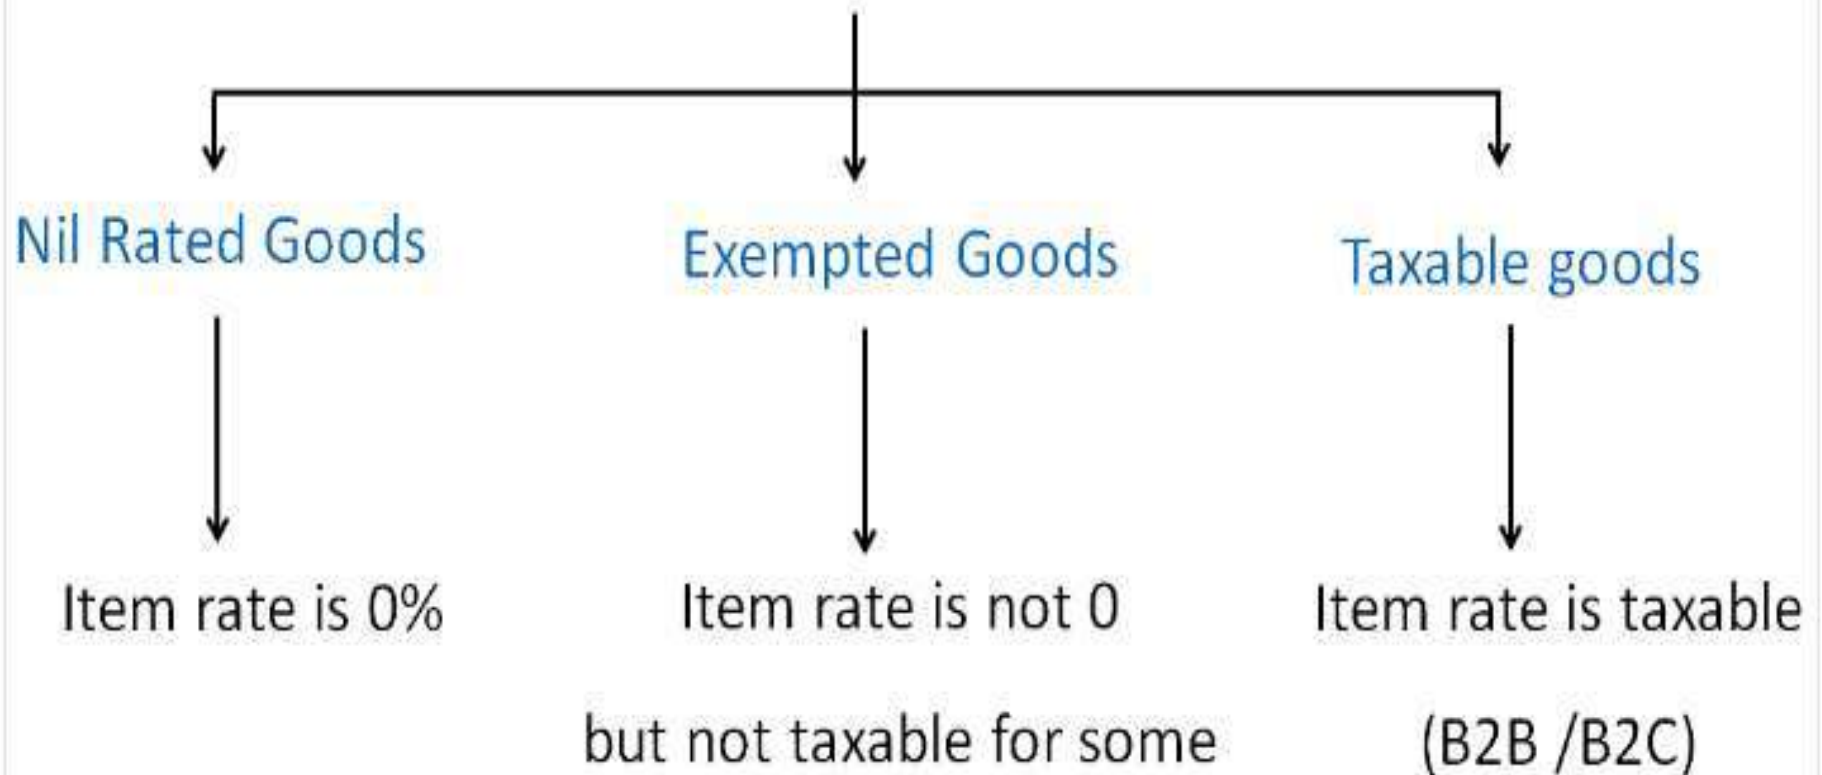 Nil Rated Goods
Exempted Goods
Taxable goods
Item rate is 0%
Item rate is not 0
but not taxable for some
Item rate is taxable
(B2B /B2C)